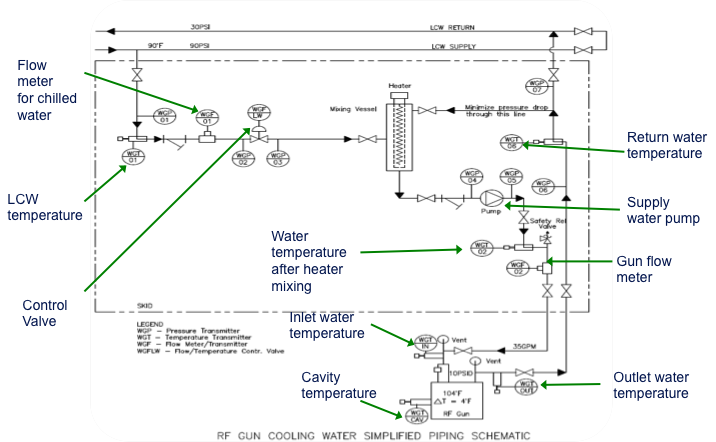 30PSI
LCW RETURN
90°F
90PSI
LCW SUPPLY
Flow
meter
for chilled
water
WGP
01
WGF
01
WGF
LW
Heater
Mixing Vessel
WGP
07
Minimize pressure drop
through this line
WGT
01
WGP
02
WGP
03
WGT
06
Return water
temperature
LCW
temperature
WGP
04
WGP
05
WGP
06
Pump
Supply
water pump
Safety Rel.
Valve
Water
temperature
after heater
mixing
WGT
02
WGF
02
Gun flow
meter
Control
Valve
SKID
LEGEND
WGP – Pressure Transmitter
WGT – Temperature Transmitter
WGF – Flow Meter/Transmitter
WGFLW – Flow/Temperature Contr. Valve
Inlet water
temperature
WGT
IN
Vent
35GPM
Vent
10PSID
Cavity
temperature
104°F
△T = 4°F
RF Gun
WGT
CAV
WGT
OUT
Outlet water
temperature
RF GUN COOLING WATER SIMPLIFIED PIPING SCHEMATIC